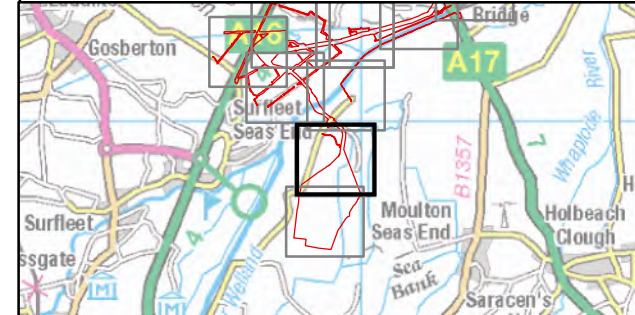 Bridge
Gosberton
A17
River
Surfleet
Seas End
Whaplode
B1357
Surfleet
Moulton
Seas End
Holbeach
Clough
4
Welland
Sea
Bank
Saracen's